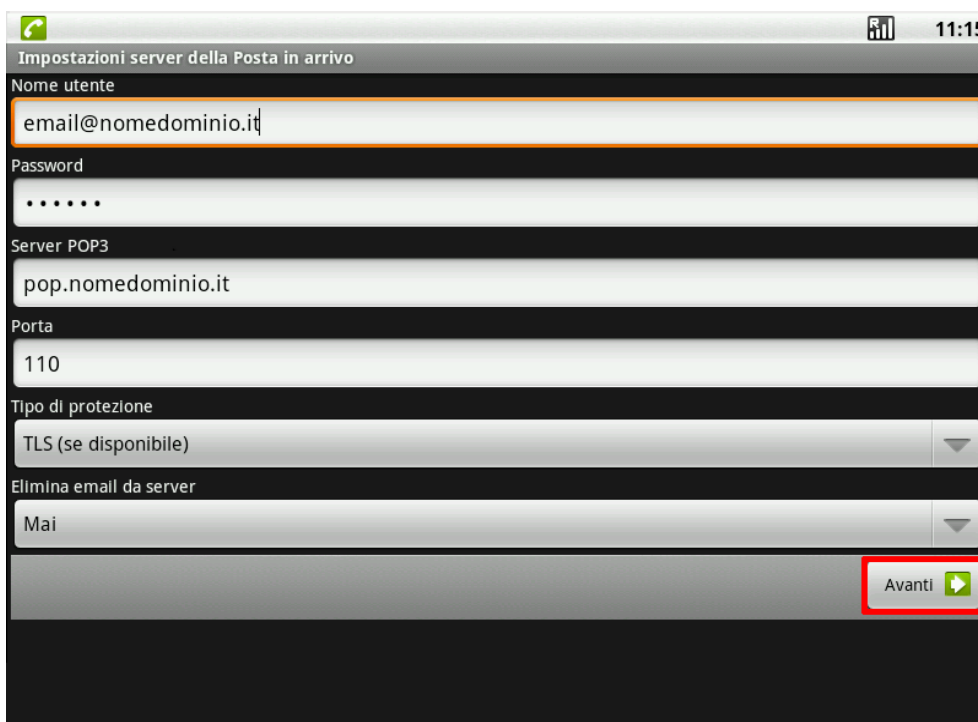 11:15
Impostazioni server della Posta in arrivo
Nome utente
email@nomedominio.it
Password
••••••
Server POP3
pop.nomedominio.it
Porta
110
Tipo di protezione
TLS (se disponibile)
Elimina email da server
Mai
Avanti